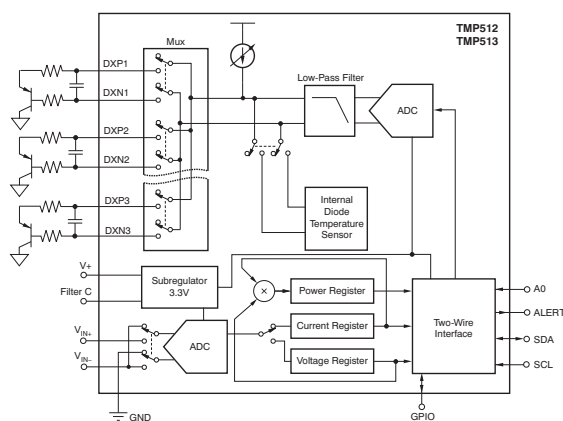 TMP512
TMP513
Mux
DXP1
DXN1
DXP2
DXN2
DXP3
DXN3
Low-Pass Filter
ADC
Internal
Diode
Temperature
Sensor
V+
Filter C
Subregulator
3.3V
×
Power Register
Current Register
Voltage Register
Two-Wire
Interface
A0
ALERT
SDA
SCL
VIN+
VIN−
ADC
GND
GPIO